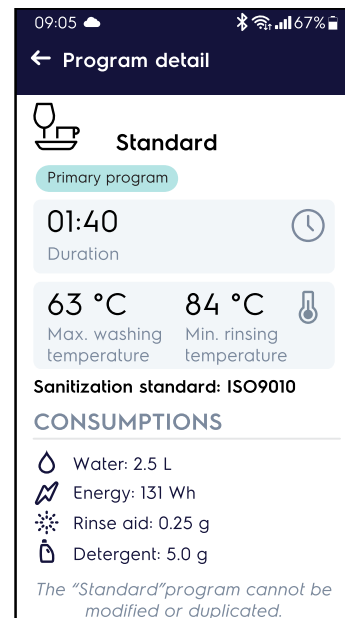 09:05 67%
Program detail
Standard
Primary program
01:40
Duration
63 °C 84 °C
Max. washing Min. rinsing
temperature temperature
Sanitization standard: ISO9010
CONSUMPTIONS
Water: 2.5 L
Energy: 131 Wh
Rinse aid: 0.25 g
Detergent: 5.0 g
The “Standard”program cannot be
modified or duplicated.